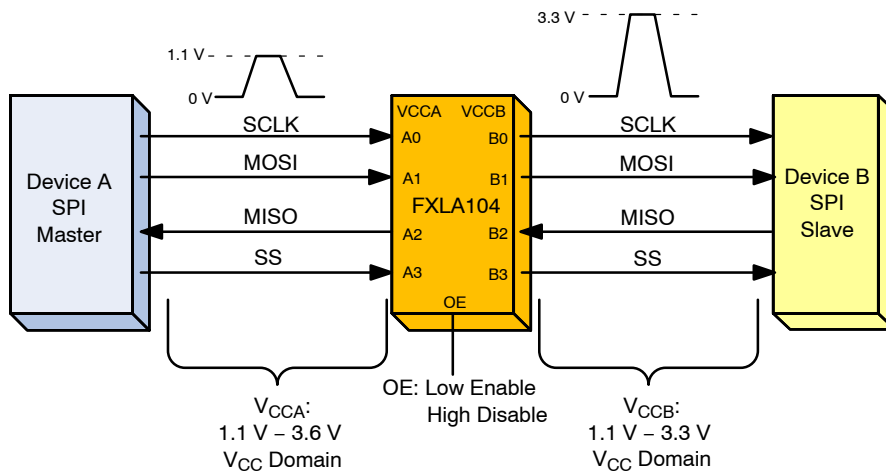 1.1 V
0 V
3.3 V
0 V
Device A
SPI
Master
SCLK
MOSI
MISO
SS
VCCA VCCB
A0 B0
A1 B1
FXLA104
A2 B2
A3 B3
OE
SCLK
MOSI
MISO
SS
Device B
SPI
Slave
OE: Low Enable
High Disable
VCCA:
1.1 V – 3.6 V
VCC Domain
VCCB:
1.1 V – 3.3 V
VCC Domain